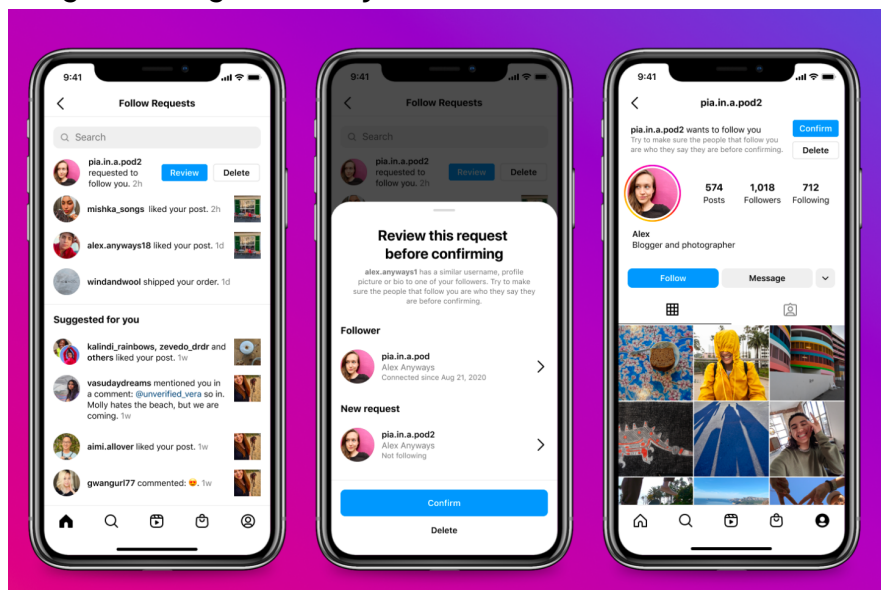 9:41
Follow Requests
Search
pia.in.a.pod2
requested to
follow you. 2h
Review
Delete
mishka_songs liked your post. 2h
alex.anyways18 liked your post. 1d
windandwool shipped your order. 1d
Suggested for you
kalindi_rainbows, zevedo_drdr and
others liked your post. 1w
vasudaydreams mentioned you in
a comment: @unverified_vera so in.
Molly hates the beach, but we are
coming. 1w
aimi.allover liked your post. 1w
gwangurl77 commented: 😍. 1w
9:41
Follow Requests
Search
pia.in.a.pod2
requested to
follow you. 2h
Review
Delete
Review this request
before confirming
alex.anyways1 has a similar username, profile
picture or bio to one of your followers. Try to make
sure the people that follow you are who they say they
are before confirming.
Follower
pia.in.a.pod
Alex Anyways
Connected since Aug 21, 2020
New request
pia.in.a.pod2
Alex Anyways
Not following
Confirm
Delete
9:41
pia.in.a.pod2
pia.in.a.pod2 wants to follow you
Try to make sure the people that follow you
are who they say they are before confirming.
Confirm
Delete
574
Posts
1,018
Followers
712
Following
Alex
Blogger and photographer
Follow
Message